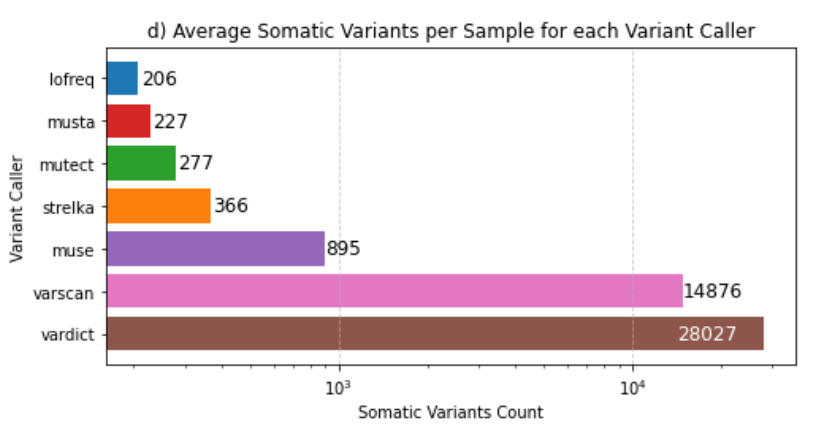 d) Average Somatic Variants per Sample for each Variant Caller
Variant Caller
lofreq 206
musta 227
mutect 277
strelka 366
muse 895
varscan 14876
vardict 28027
10³ 10⁴
Somatic Variants Count